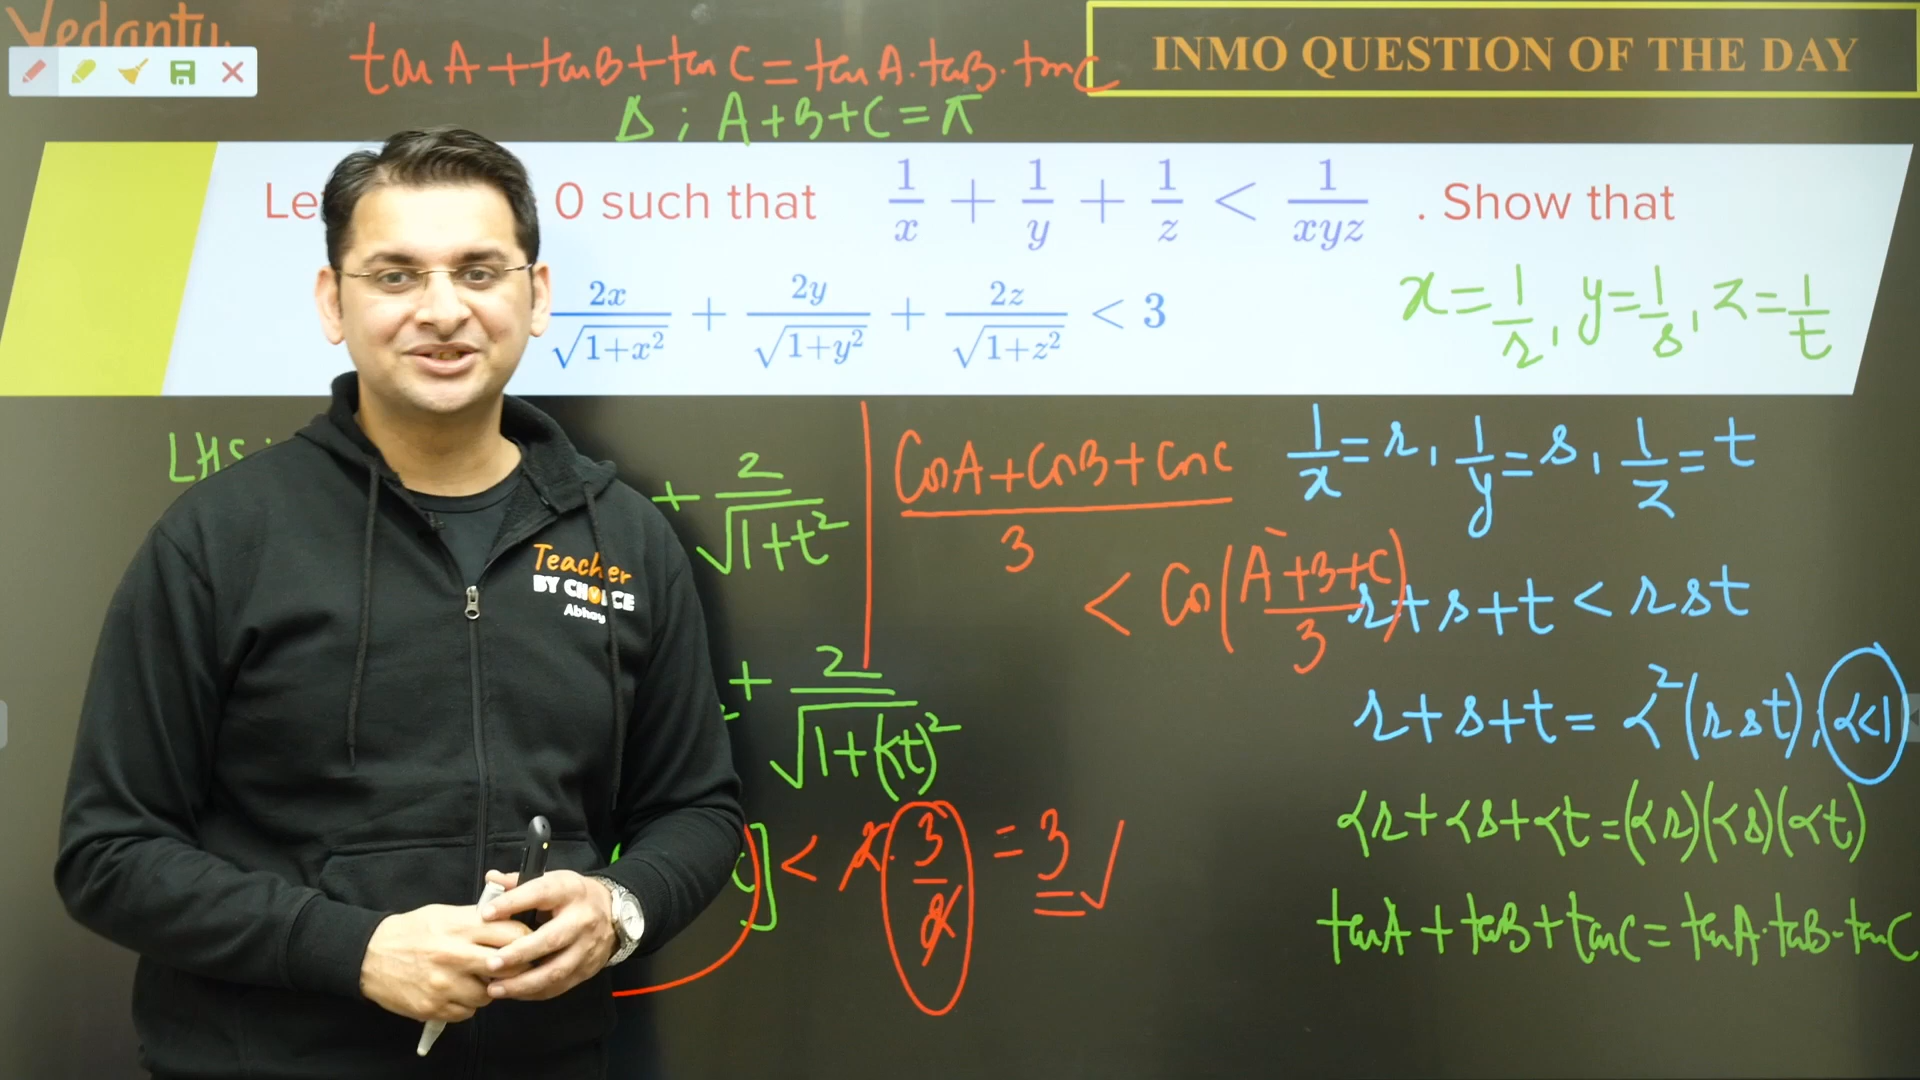 Vedantu
tan A + tan B + tan C = tan A . tan B . tan C
Δ ; A + B + C = π
INMO QUESTION OF THE DAY
0 such that 1/x + 1/y + 1/z < 1/xyz . Show that
2x/√1+x² + 2y/√1+y² + 2z/√1+z² < 3
x = 1/r , y = 1/s , z = 1/t
LHS :
+ 2/√1+t²
Cos A + Cos B + Cos C / 3
< Cos ( A + B + C / 3 )
1/x = r , 1/y = s , 1/z = t
r + s + t < rst
+ 2/√1+(αt)²
r + s + t = α² (rst) ; α<1
αr + αs + αt = (αr)(αs)(αt)
] < 2 . 3/2 = 3 ✓
tan A + tan B + tan C = tan A . tan B . tan C
Teacher
BY CHOICE
Abhay